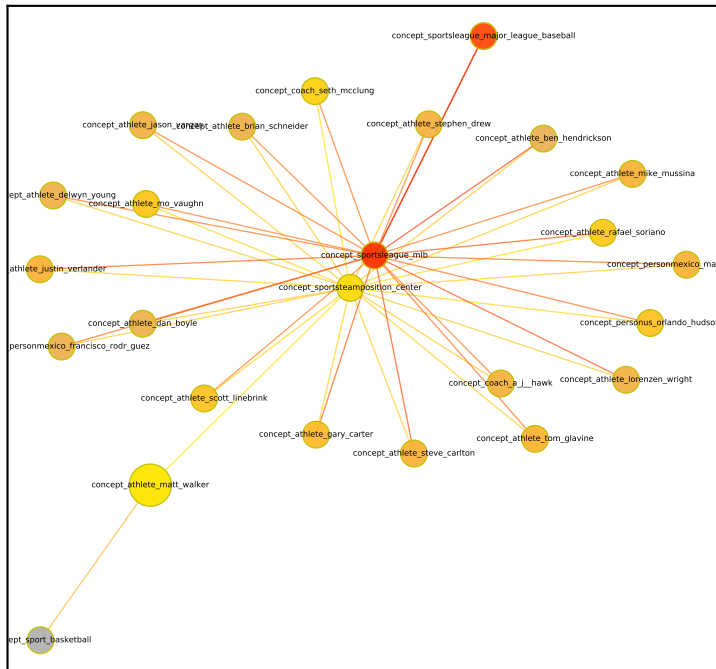 concept_sportsleague_major_league_baseball
concept_coach_seth_mcclung
concept_athlete_jason_vargas
concept_athlete_brian_schneider
concept_athlete_stephen_drew
concept_athlete_ben_hendrickson
concept_athlete_mike_mussina
ept_athlete_delwyn_young
concept_athlete_mo_vaughn
concept_athlete_rafael_soriano
concept_sportsleague_mlb
athlete_justin_verlander
concept_personmexico_ma
concept_sportsteamposition_center
concept_athlete_dan_boyle
concept_personus_orlando_hudson
personmexico_francisco_rodr_guez
concept_athlete_lorenzen_wright
concept_coach_a_j__hawk
concept_athlete_scott_linebrink
concept_athlete_gary_carter
concept_athlete_tom_glavine
concept_athlete_steve_carlton
concept_athlete_matt_walker
ept_sport_basketball